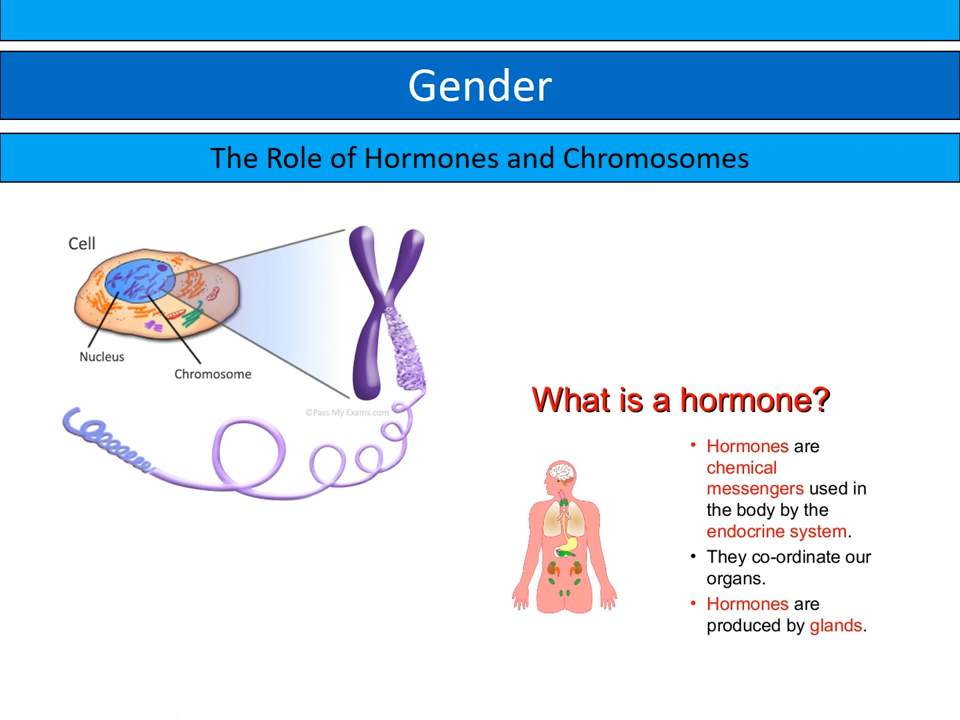 Gender
The Role of Hormones and Chromosomes
Cell
Nucleus
Chromosome
©Pass My Exams.com
What is a hormone?
• Hormones are
chemical
messengers used in
the body by the
endocrine system.
• They co-ordinate our
organs.
• Hormones are
produced by glands.